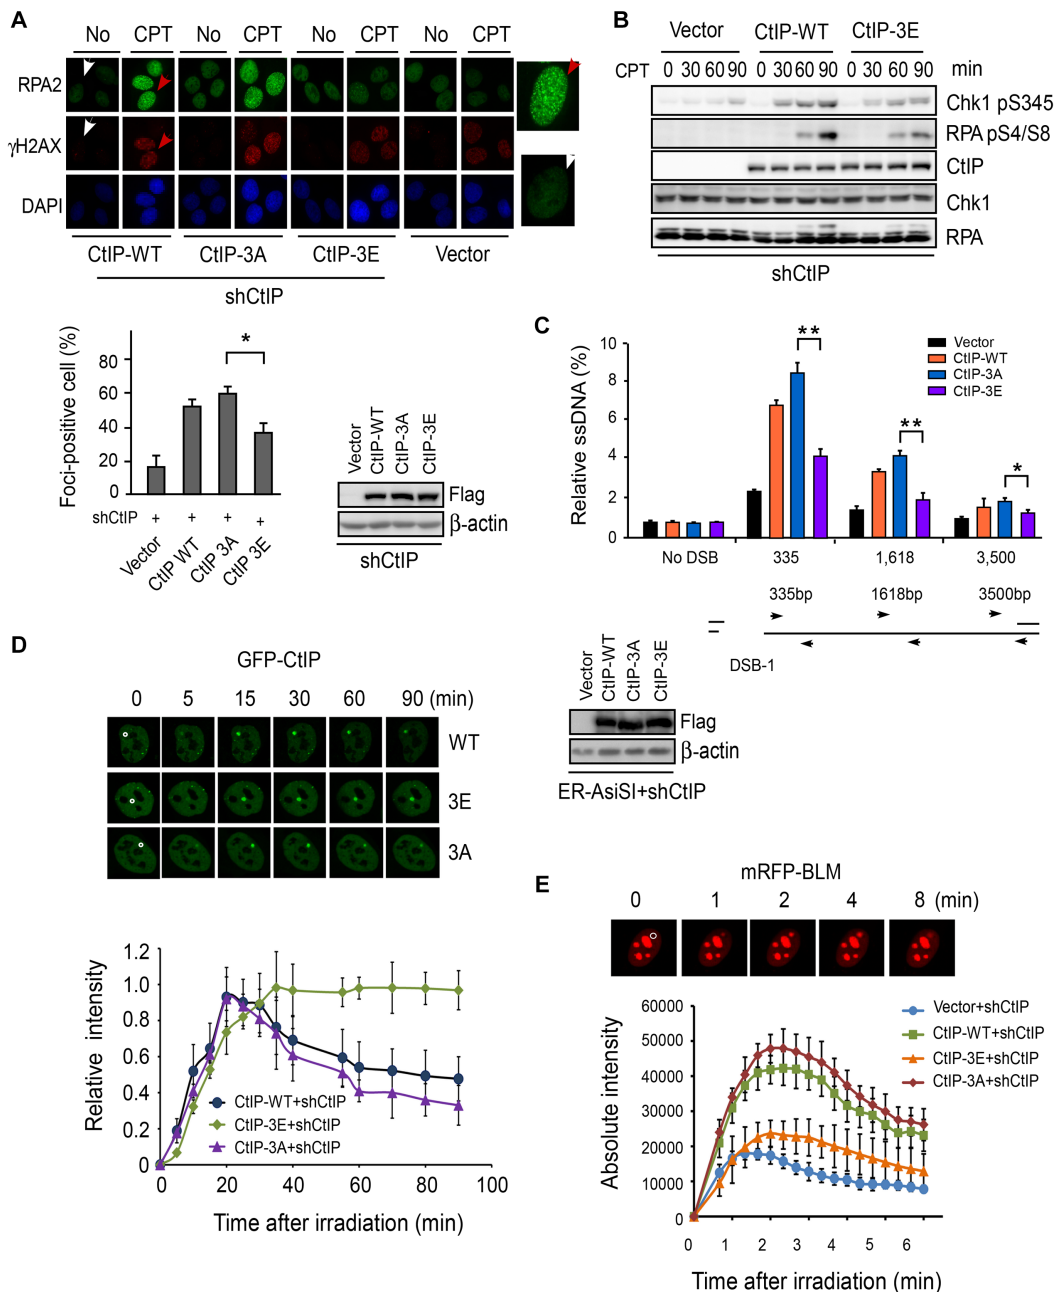 A
No CPT No CPT No CPT No CPT
RPA2
γH2AX
DAPI
CtIP-WT CtIP-3A CtIP-3E Vector
shCtIP
Foci-positive cell (%)
80
60
40
20
0
*
shCtIP + + + +
Vector
CtIP WT
CtIP 3A
CtIP 3E
Vector
CtIP-WT
CtIP-3A
CtIP-3E
Flag
β-actin
shCtIP
B
Vector CtIP-WT CtIP-3E
CPT 0 30 60 90 0 30 60 90 0 30 60 90 min
Chk1 pS345
RPA pS4/S8
CtIP
Chk1
RPA
shCtIP
C
Relative ssDNA (%)
10
8
6
4
2
0
**
**
*
Vector
CtIP-WT
CtIP-3A
CtIP-3E
No DSB 335 1,618 3,500
335bp 1618bp 3500bp
DSB-1
Vector
CtIP-WT
CtIP-3A
CtIP-3E
Flag
β-actin
ER-AsiSI+shCtIP
D
GFP-CtIP
0 5 15 30 60 90 (min)
WT
3E
3A
Relative intensity
1.2
1.0
0.8
0.6
0.4
0.2
0
CtIP-WT+shCtIP
CtIP-3E+shCtIP
CtIP-3A+shCtIP
0 20 40 60 80 100
Time after irradiation (min)
E
mRFP-BLM
0 1 2 4 8 (min)
Absolute intensity
60000
50000
40000
30000
20000
10000
0
Vector+shCtIP
CtIP-WT+shCtIP
CtIP-3E+shCtIP
CtIP-3A+shCtIP
0 1 2 3 4 5 6
Time after irradiation (min)